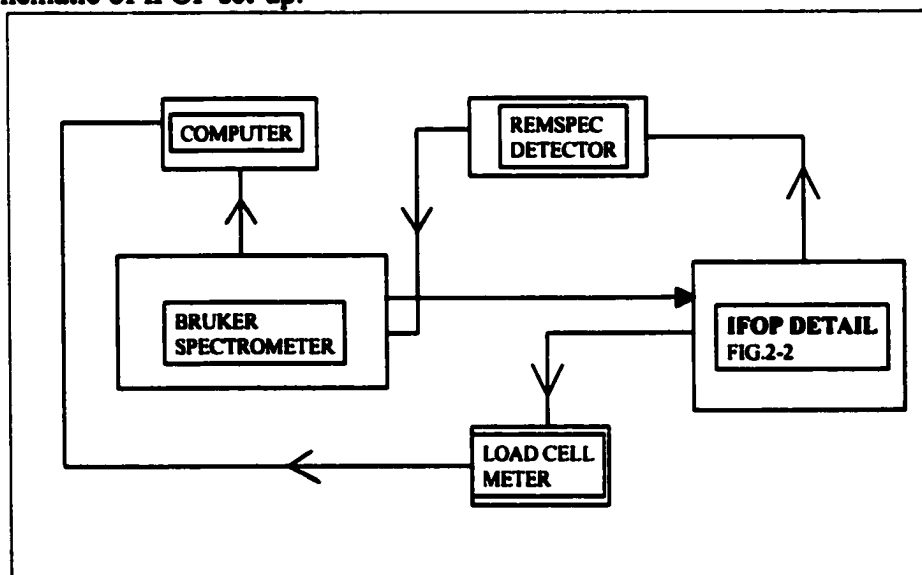 COMPUTER
REMSPEC
DETECTOR
BRUKER
SPECTROMETER
IFOP DETAIL
FIG.2-2
LOAD CELL
METER